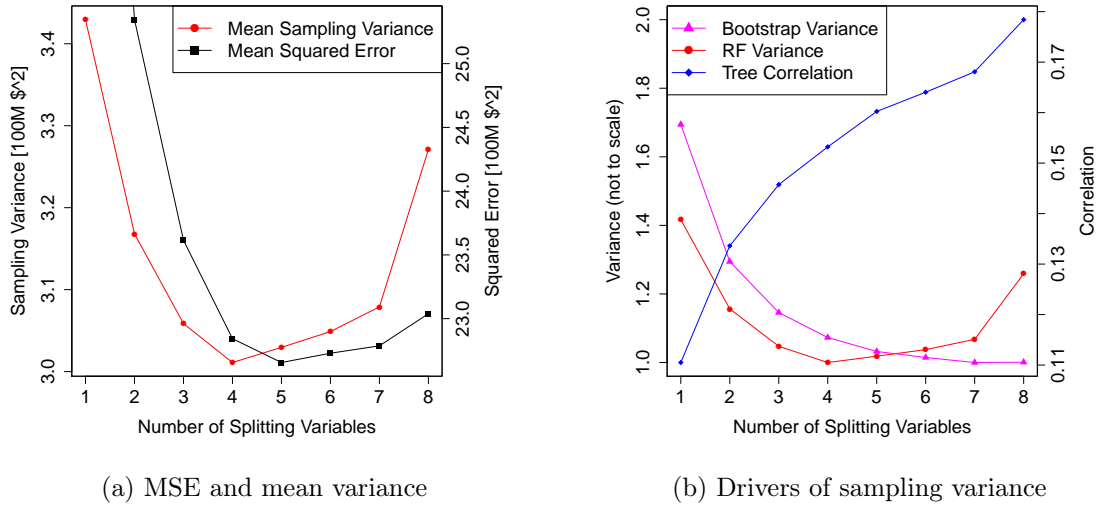 Mean Sampling Variance
Mean Squared Error
Sampling Variance [100M $^2]
3.0 3.1 3.2 3.3 3.4
Squared Error [100M $^2]
23.0 23.5 24.0 24.5 25.0
1 2 3 4 5 6 7 8
Number of Splitting Variables
(a) MSE and mean variance
Bootstrap Variance
RF Variance
Tree Correlation
Variance (not to scale)
1.0 1.2 1.4 1.6 1.8 2.0
Correlation
0.11 0.13 0.15 0.17
1 2 3 4 5 6 7 8
Number of Splitting Variables
(b) Drivers of sampling variance